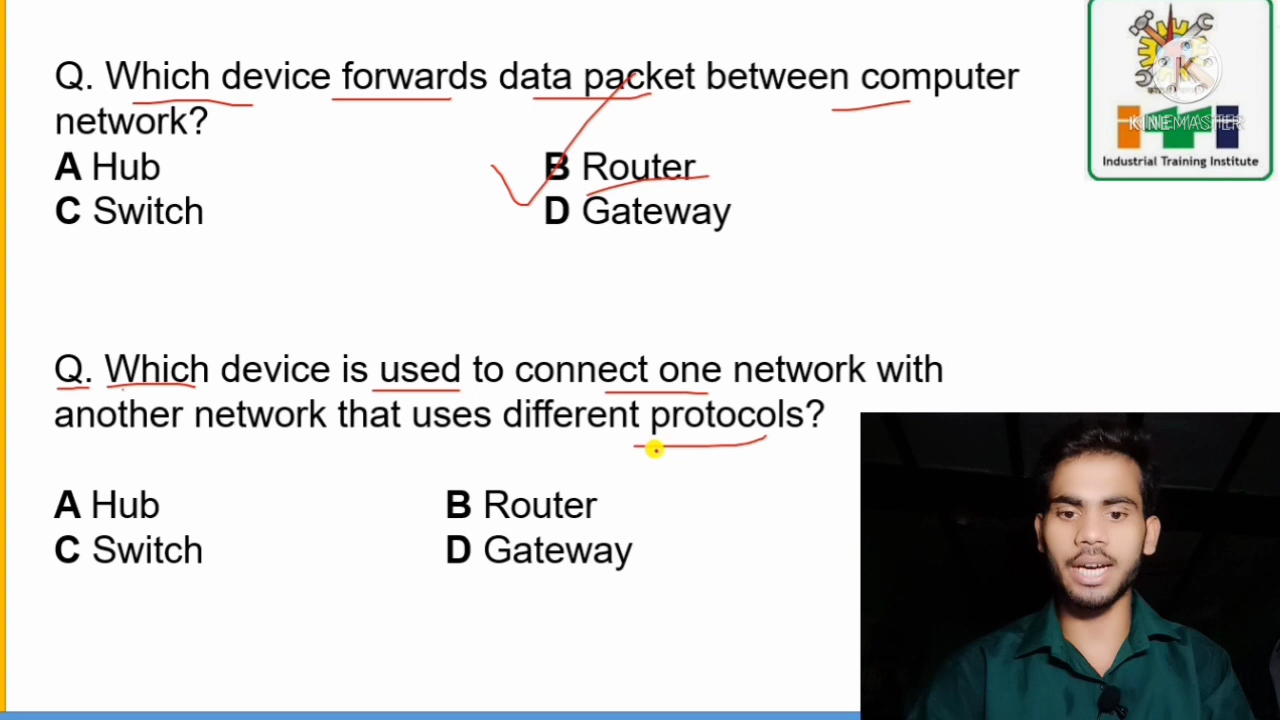 Q. Which device forwards data packet between computer
network?
A Hub
B Router
C Switch
D Gateway
K
KINEMASTER
Industrial Training Institute
Q. Which device is used to connect one network with
another network that uses different protocols?
A Hub
B Router
C Switch
D Gateway